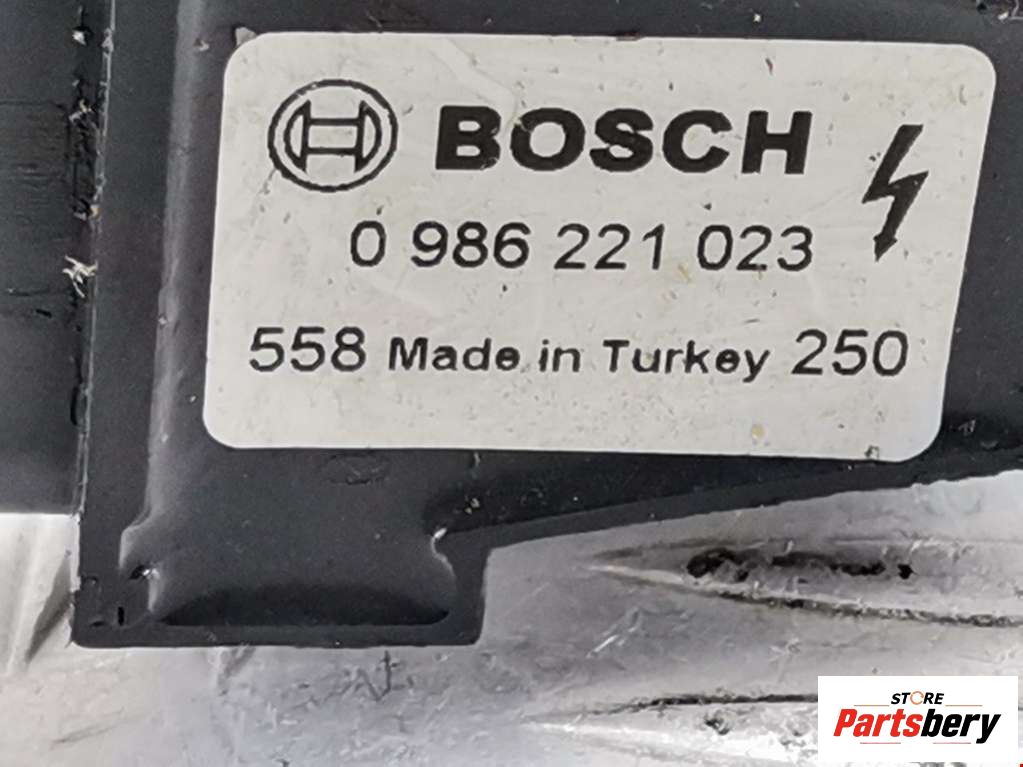 BOSCH
0 986 221 023
558 Made in Turkey 250
STORE
Partsbery